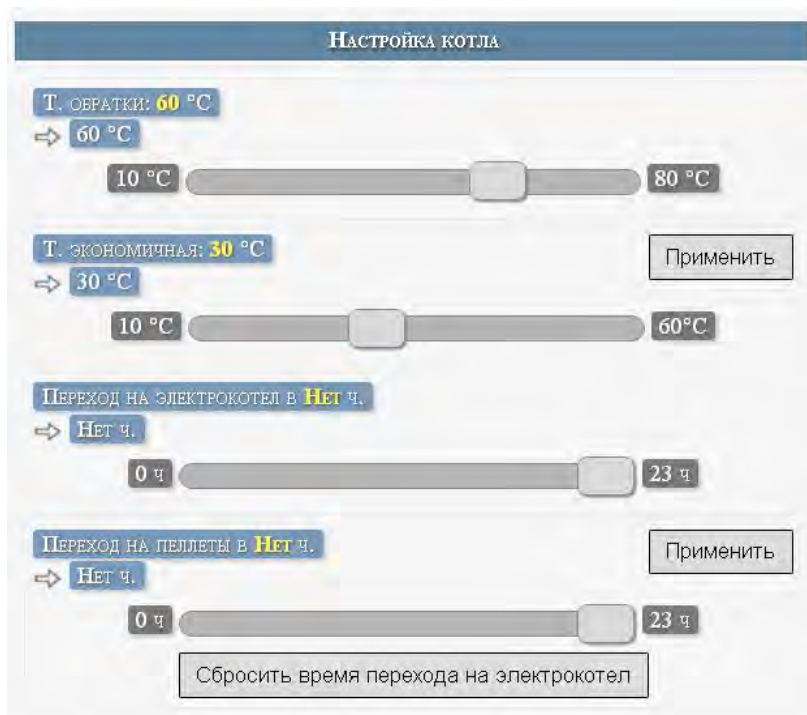 Настройка котла
Т. обратки: 60 °C
60 °C
10 °C 80 °C
Т. экономичная: 30 °C
Применить
30 °C
10 °C 60°C
Переход на электрокотел в Нет ч.
Нет ч.
0 ч 23 ч
Переход на пеллеты в Нет ч.
Применить
Нет ч.
0 ч 23 ч
Сбросить время перехода на электрокотел